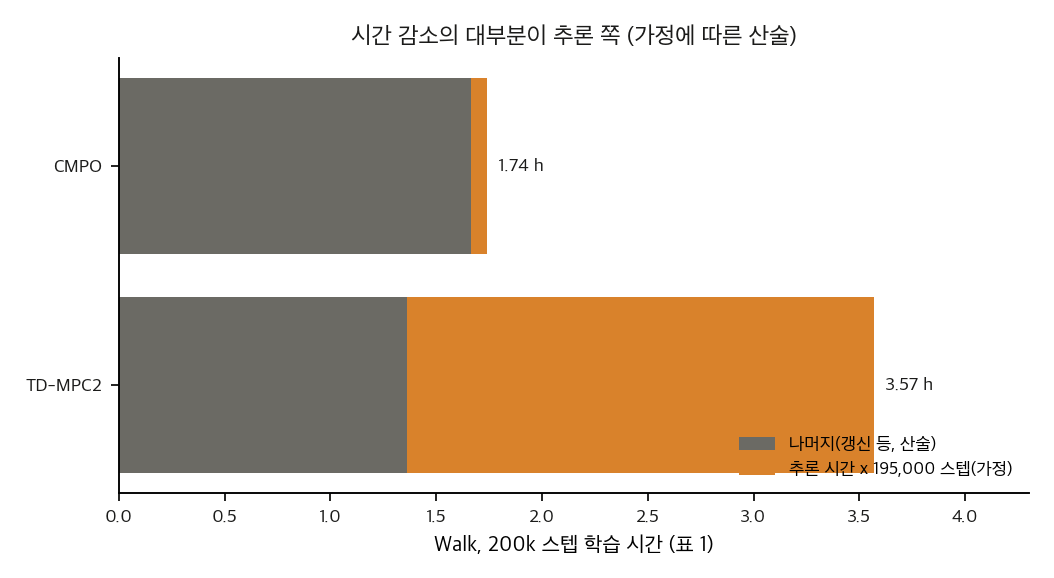 시간 감소의 대부분이 추론 쪽 (가정에 따른 산술)
CMPO
1.74 h
TD-MPC2
3.57 h
나머지(갱신 등, 산술)
추론 시간 x 195,000 스텝(가정)
0.0 0.5 1.0 1.5 2.0 2.5 3.0 3.5 4.0
Walk, 200k 스텝 학습 시간 (표 1)